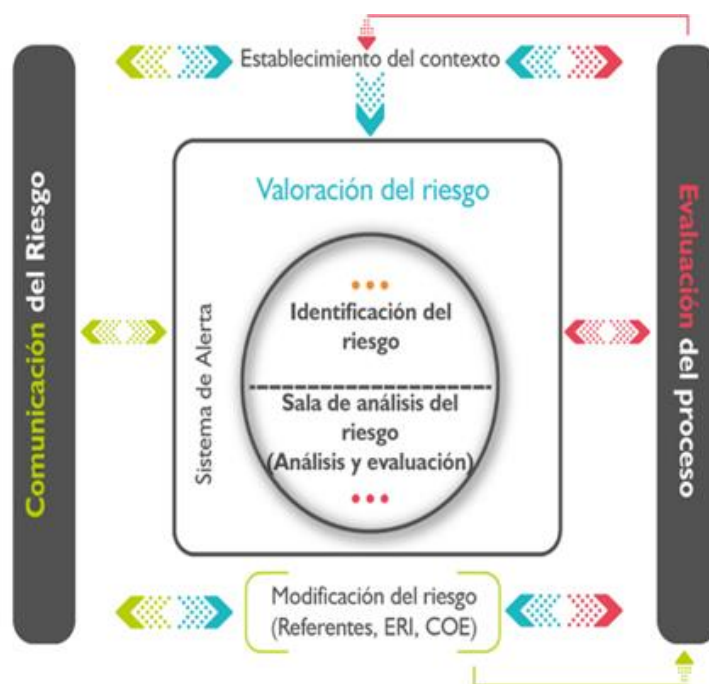 Establecimiento del contexto
Comunicación del Riesgo
Valoración del riesgo
Sistema de Alerta
Identificación del
riesgo
Sala de análisis del
riesgo
(Análisis y evaluación)
Evaluación del proceso
Modificación del riesgo
(Referentes, ERI, COE)